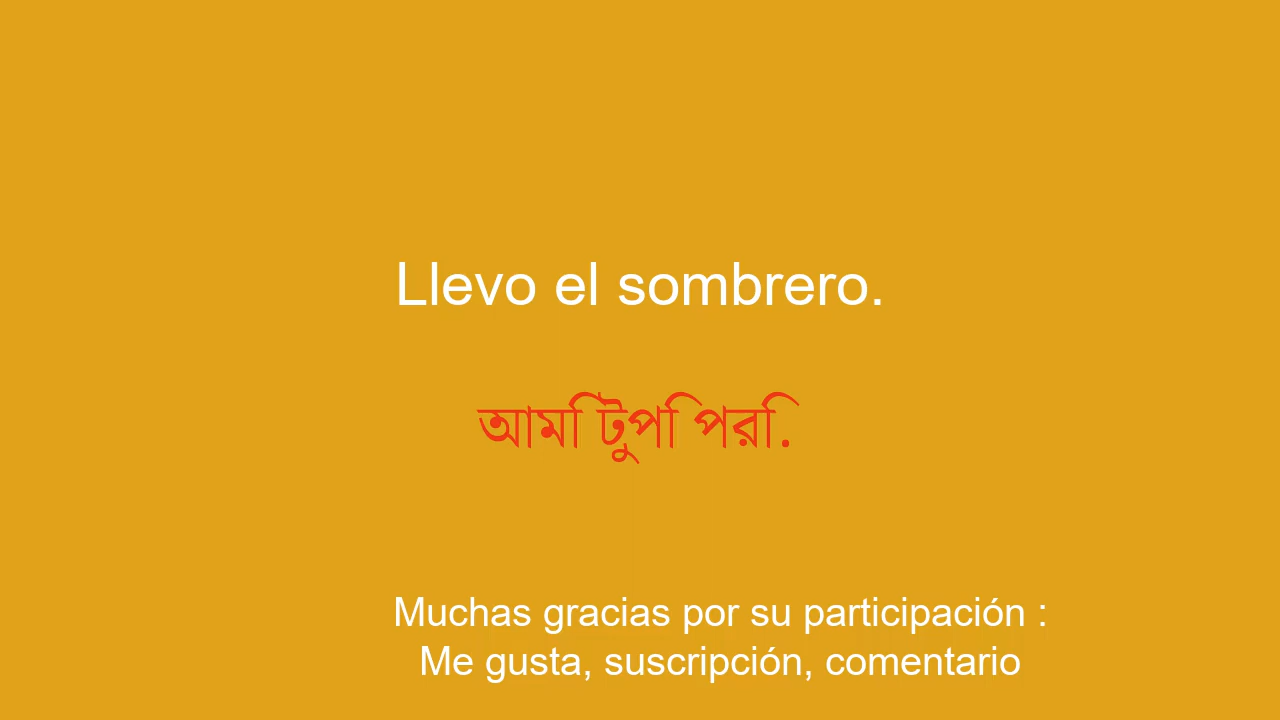 Llevo el sombrero.
আমি টুপি পরি.
Muchas gracias por su participación :
Me gusta, suscripción, comentario